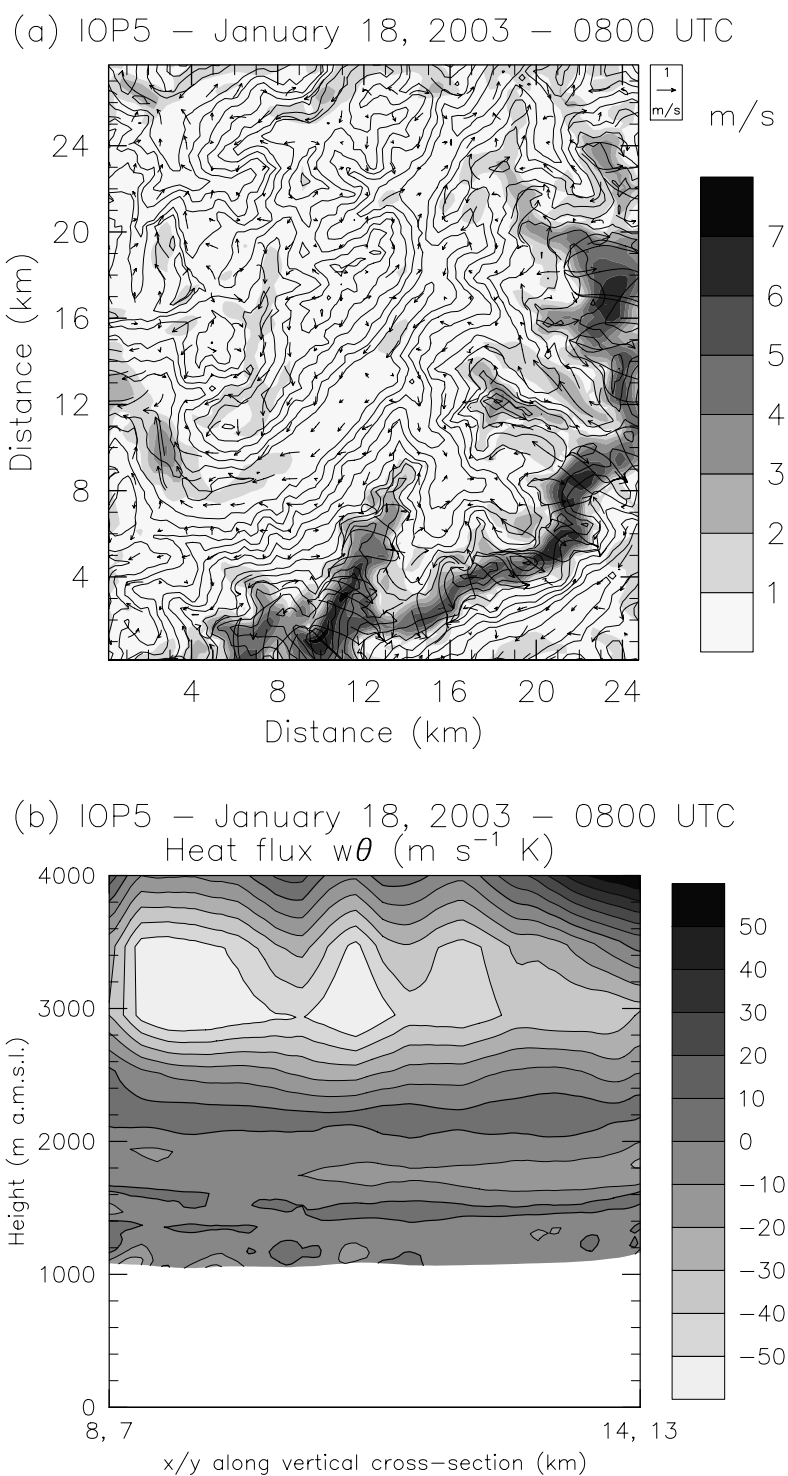 (a) IOP5 – January 18, 2003 – 0800 UTC
1
m/s
m/s
24
20
16
12
8
4
Distance (km)
4 8 12 16 20 24
Distance (km)
7
6
5
4
3
2
1
(b) IOP5 – January 18, 2003 – 0800 UTC
Heat flux wθ (m s⁻¹ K)
4000
3000
2000
1000
0
Height (m a.m.s.l.)
8, 7 14, 13
x/y along vertical cross–section (km)
50
40
30
20
10
0
−10
−20
−30
−40
−50